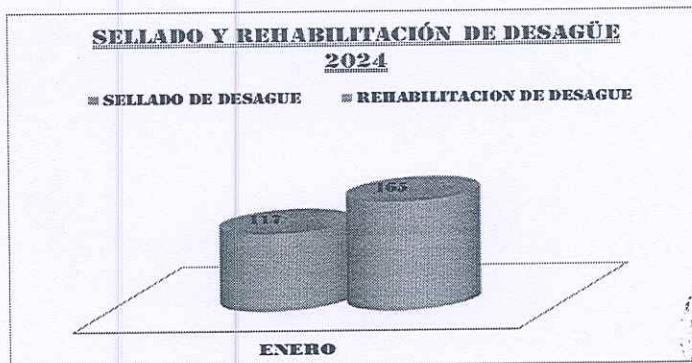 SELLADO Y REHABILITACIÓN DE DESAGÜE
2024
SELLADO DE DESAGUE REHABILITACION DE DESAGUE
117
165
ENERO